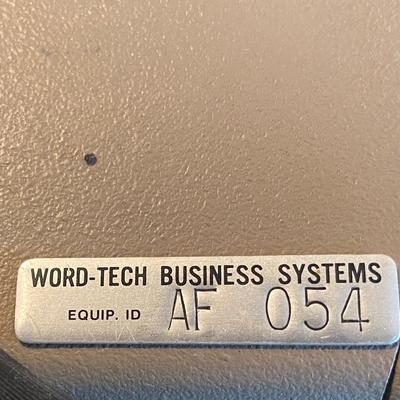 WORD-TECH BUSINESS SYSTEMS
EQUIP. ID AF 054